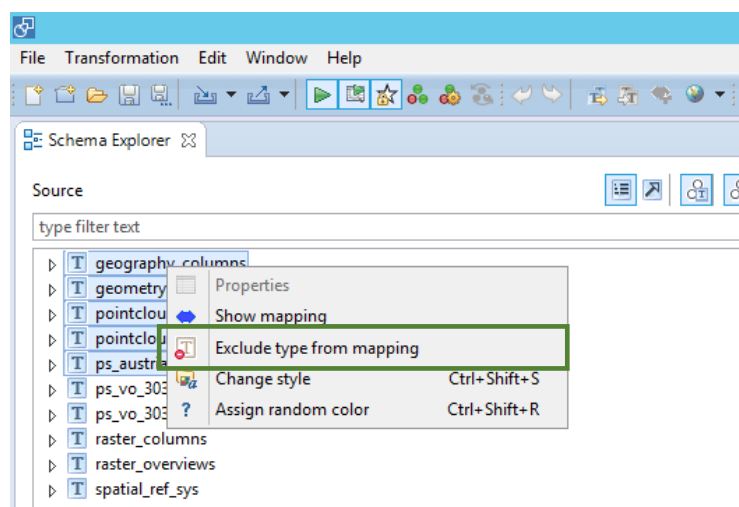 File Transformation Edit Window Help
Schema Explorer
Source
type filter text
geography_columns
geometry
Properties
pointclou
Show mapping
pointclou
Exclude type from mapping
ps_austria
Change style Ctrl+Shift+S
ps_vo_303
Assign random color Ctrl+Shift+R
ps_vo_303
raster_columns
raster_overviews
spatial_ref_sys